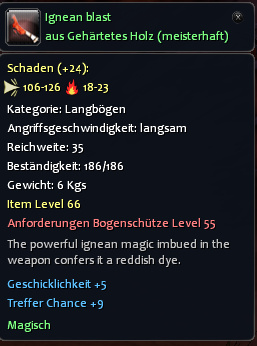 Ignean blast
aus Gehärtetes Holz (meisterhaft)
Schaden (+24):
106-126 18-23
Kategorie: Langbögen
Angriffsgeschwindigkeit: langsam
Reichweite: 35
Beständigkeit: 186/186
Gewicht: 6 Kgs
Item Level 66
Anforderungen Bogenschütze Level 55
The powerful ignean magic imbued in the
weapon confers it a reddish dye.
Geschicklichkeit +5
Treffer Chance +9
Magisch